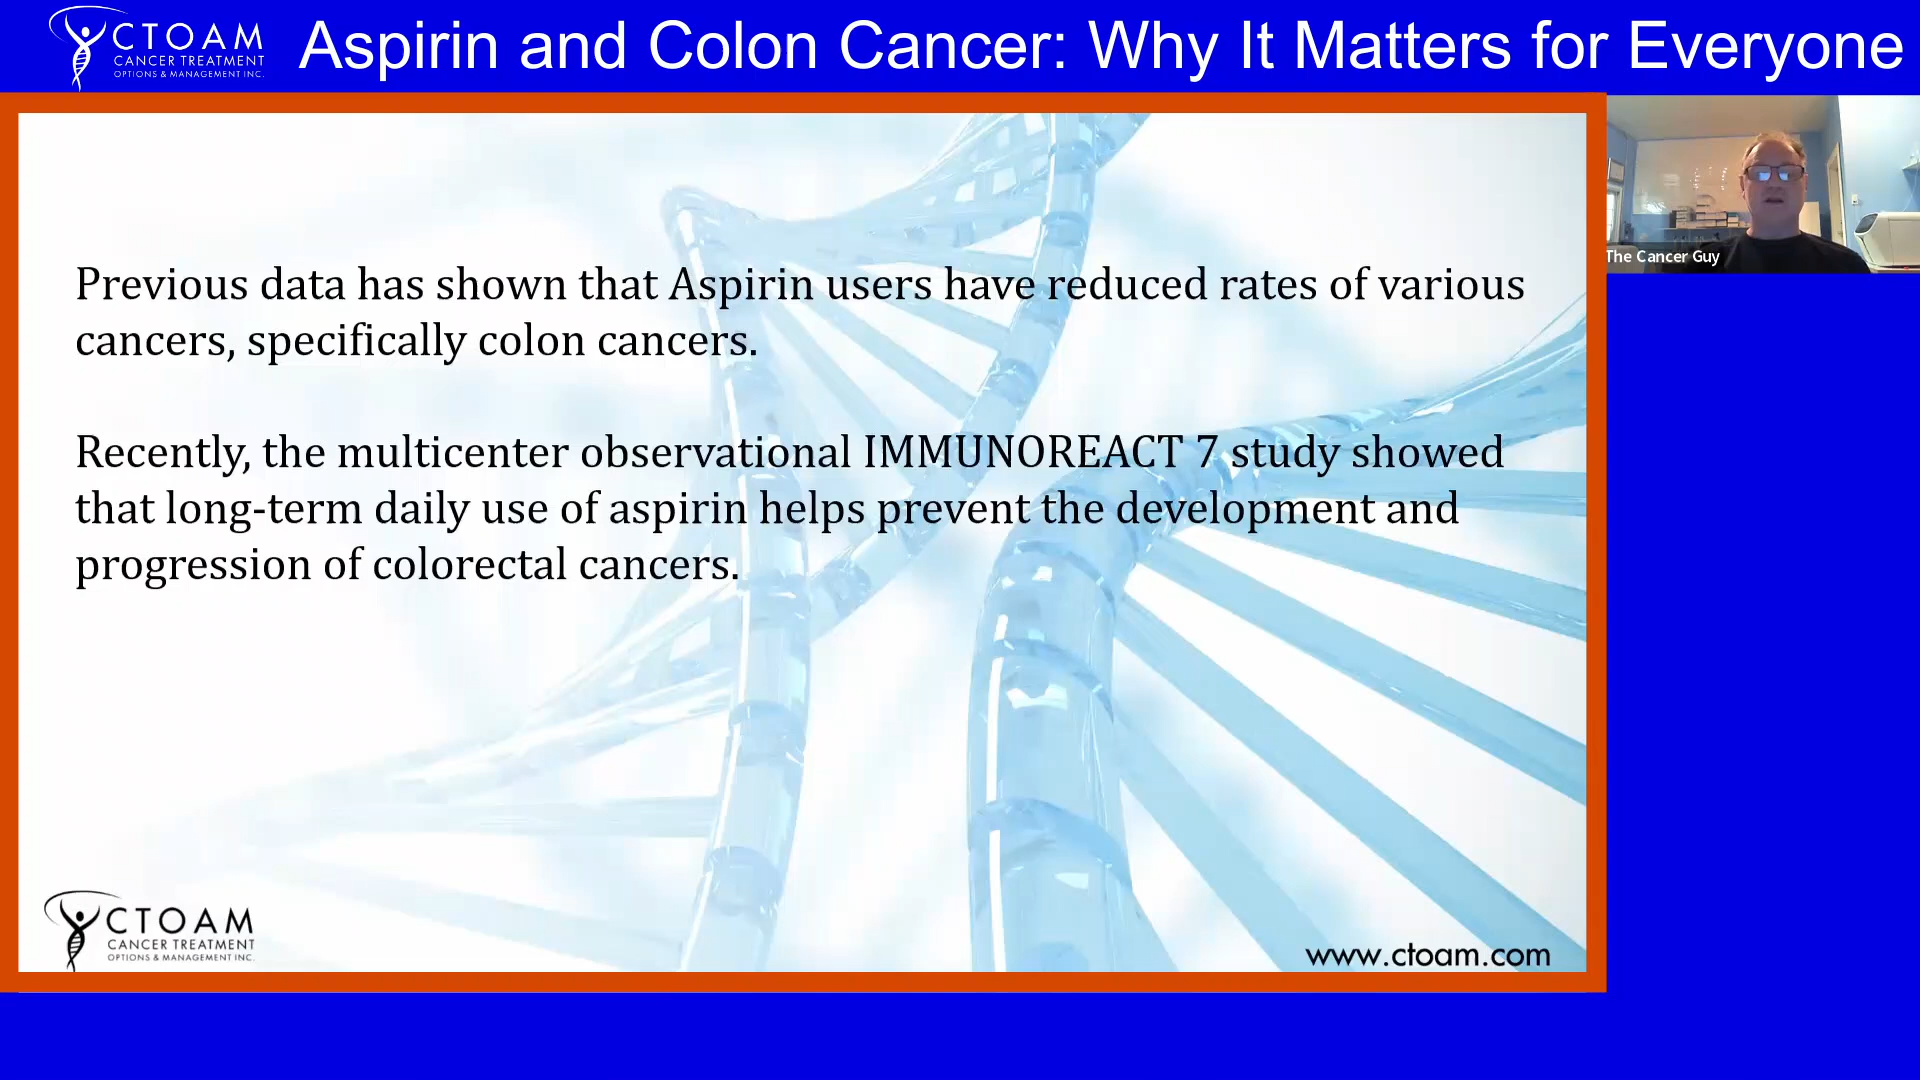 CTOAM
CANCER TREATMENT
OPTIONS & MANAGEMENT INC.
Aspirin and Colon Cancer: Why It Matters for Everyone
The Cancer Guy
Previous data has shown that Aspirin users have reduced rates of various
cancers, specifically colon cancers.
Recently, the multicenter observational IMMUNOREACT 7 study showed
that long-term daily use of aspirin helps prevent the development and
progression of colorectal cancers.
CTOAM
CANCER TREATMENT
OPTIONS & MANAGEMENT INC.
www.ctoam.com